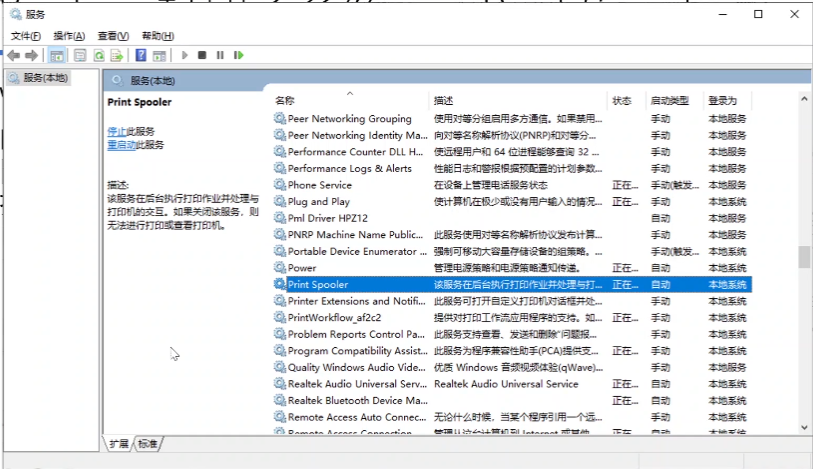 服务
文件(F) 操作(A) 查看(V) 帮助(H)
服务(本地)
服务(本地)
Print Spooler
停止此服务
重启动此服务
描述:
该服务在后台执行打印作业并处理与
打印机的交互。如果关闭该服务，则
无法进行打印或查看打印机。
名称 描述 状态 启动类型 登录为
Peer Networking Grouping 使用对等分组启用多方通信。如果禁用... 手动 本地服务
Peer Networking Identity Ma... 向对等名称解析协议(PNRP)和对等分... 手动 本地服务
Performance Counter DLL H... 使远程用户和 64 位进程能够查询 32 ... 手动 本地服务
Performance Logs & Alerts 性能日志和警报根据预配置的计划参数... 手动 本地服务
Phone Service 在设备上管理电话服务状态 正在... 手动(触发... 本地服务
Plug and Play 使计算机在极少或没有用户输入的情况... 正在... 手动 本地系统
Pml Driver HPZ12 自动 本地服务
PNRP Machine Name Public... 此服务使用对等名称解析协议发布计算... 手动 本地服务
Portable Device Enumerator ... 强制可移动大容量存储设备的组策略。... 手动(触发... 本地系统
Power 管理电源策略和电源策略通知传递。 正在... 自动 本地系统
Print Spooler 该服务在后台执行打印作业并处理与打... 正在... 自动 本地系统
Printer Extensions and Notifi... 此服务可打开自定义打印机对话框并处... 手动 本地系统
PrintWorkflow_af2c2 提供对打印工作流应用程序的支持。如... 正在... 手动 本地系统
Problem Reports Control Pa... 此服务支持查看、发送和删除"问题报... 手动 本地系统
Program Compatibility Assist... 此服务为程序兼容性助手(PCA)提供支... 正在... 手动 本地系统
Quality Windows Audio Vide... 优质 Windows 音频视频体验(qWave)... 手动 本地服务
Realtek Audio Universal Serv... Realtek Audio Universal Service 正在... 自动 本地系统
Realtek Bluetooth Device Ma... 正在... 自动 本地系统
Remote Access Auto Connec... 无论什么时候，当某个程序引用一个远... 手动 本地系统
扩展 标准